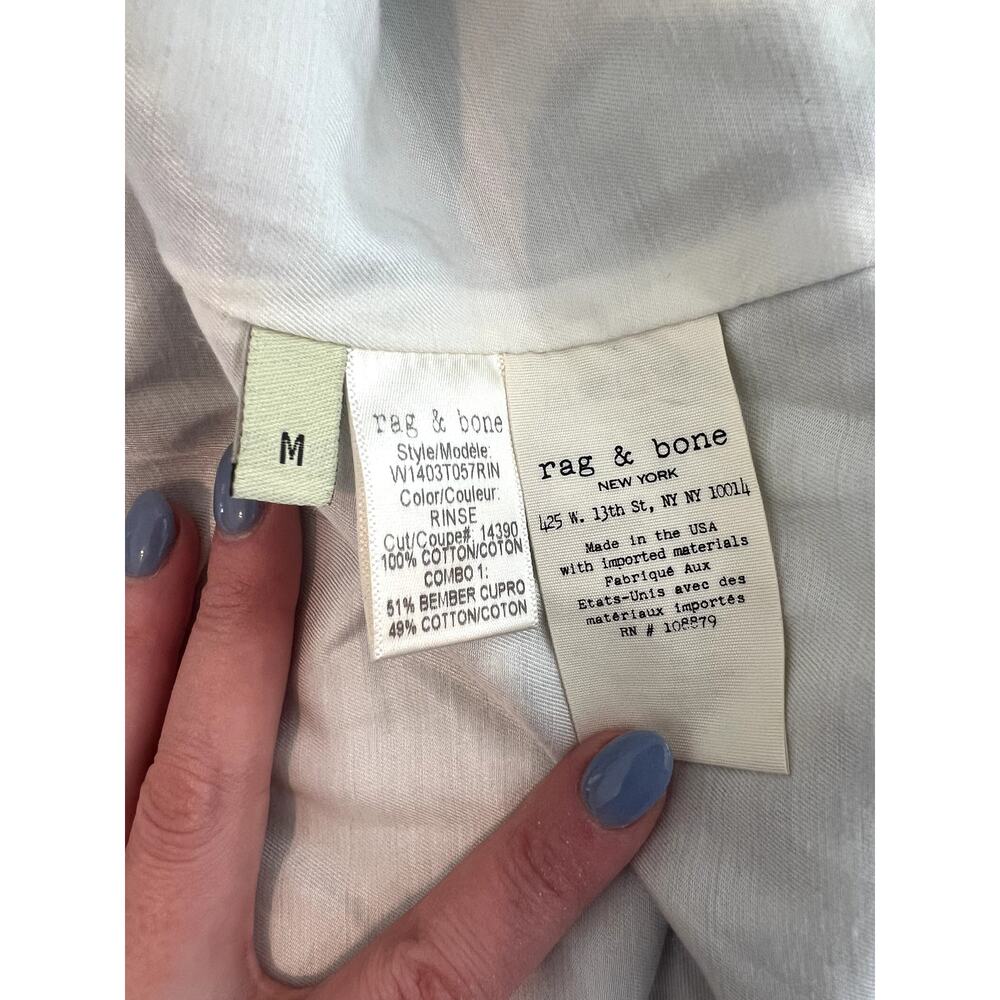 M
rag & bone
Style/Modèle:
W1403T057RIN
Color/Couleur:
RINSE
Cut/Coupe#: 14390
100% COTTON/COTON
COMBO 1:
51% BEMBER CUPRO
49% COTTON/COTON
rag & bone
NEW YORK
425 W. 13th St, NY NY 10014
Made in the USA
with imported materials
Fabriqué Aux
Etats-Unis avec des
matériaux importés
RN # 108879